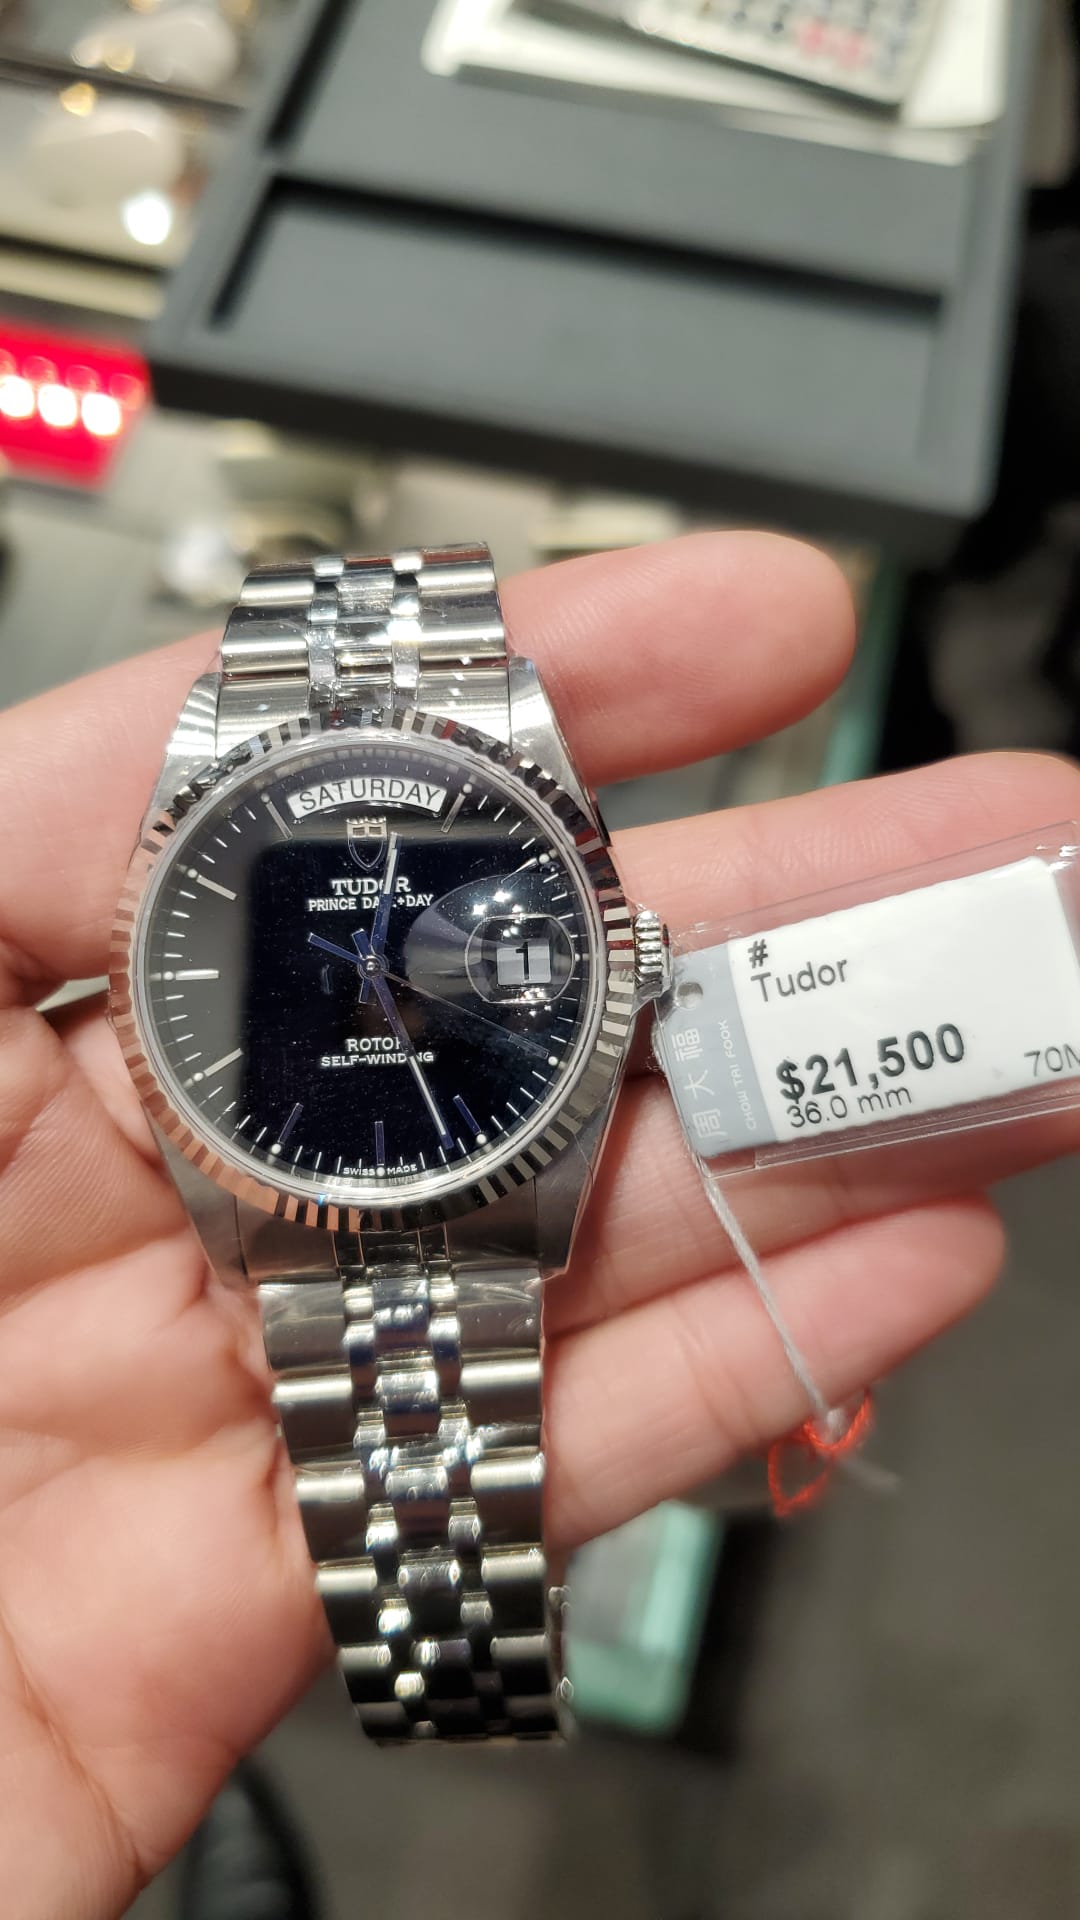 SATURDAY
TUDOR
PRINCE DATE+DAY
1
ROTOR
SELF-WINDING
SWISS MADE
#
Tudor
$21,500
36.0 mm
70
周大福
CHOW TAI FOOK